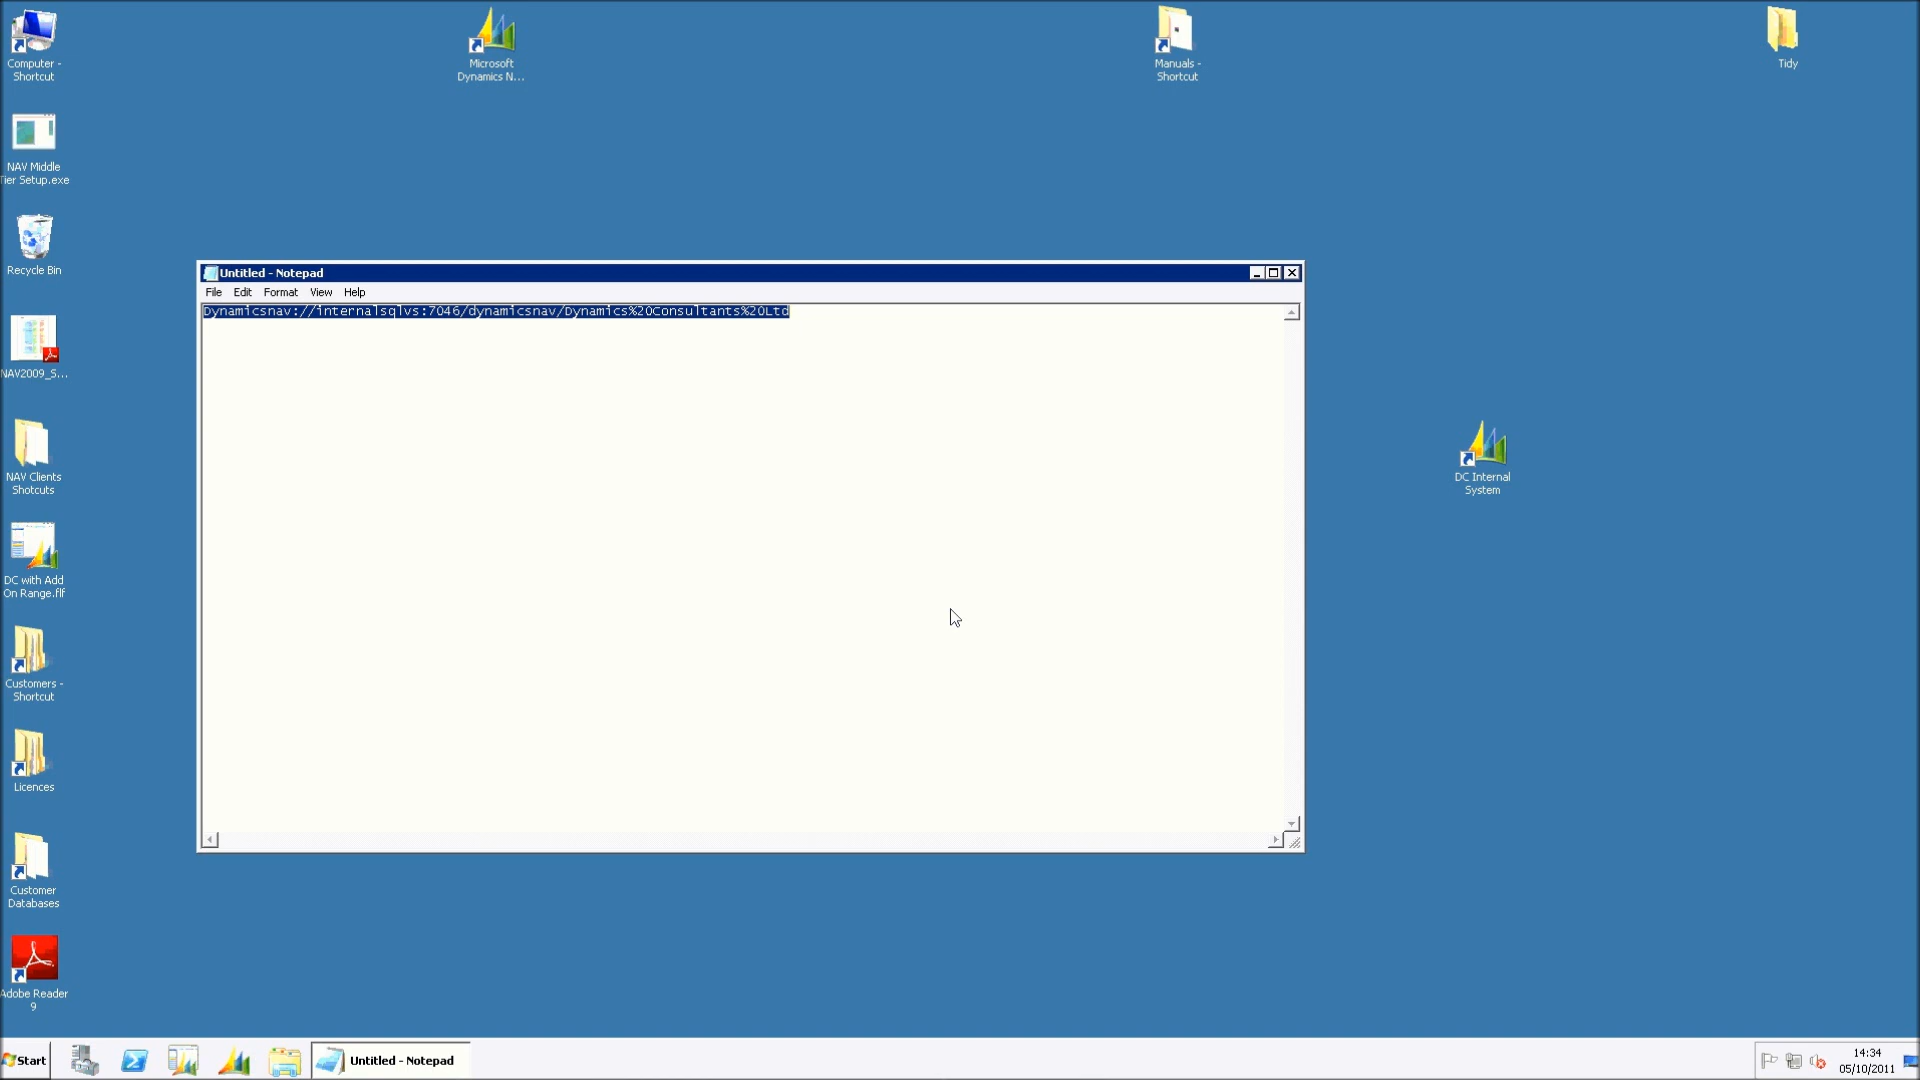 Computer -
Shortcut
Microsoft
Dynamics N...
Manuals -
Shortcut
Tidy
NAV Middle
Tier Setup.exe
Recycle Bin
NAV2009_S...
NAV Clients
Shotcuts
DC with Add
On Range.flf
Customers -
Shortcut
Licences
Customer
Databases
Adobe Reader
9
Untitled - Notepad
File Edit Format View Help
Dynamicsnav://internalsqlvs:7046/dynamicsnav/Dynamics%20Consultants%20Ltd
DC Internal
System
Start
Untitled - Notepad
14:34
05/10/2011